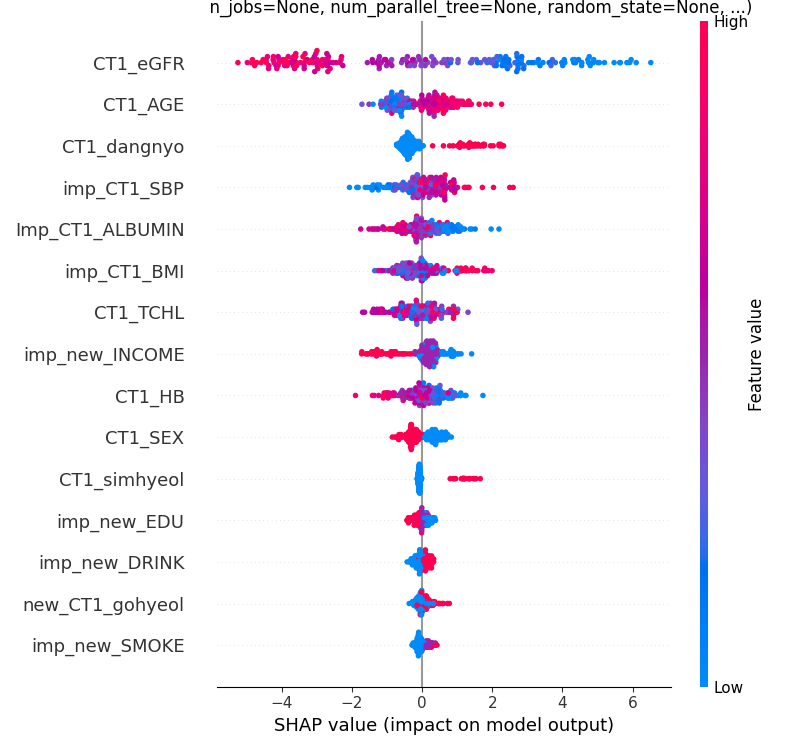 n_jobs=None, num_parallel_tree=None, random_state=None, ...)
High
CT1_eGFR
CT1_AGE
CT1_dangnyo
imp_CT1_SBP
Imp_CT1_ALBUMIN
imp_CT1_BMI
CT1_TCHL
imp_new_INCOME
CT1_HB
CT1_SEX
CT1_simhyeol
imp_new_EDU
imp_new_DRINK
new_CT1_gohyeol
imp_new_SMOKE
Feature value
Low
−4 −2 0 2 4 6
SHAP value (impact on model output)